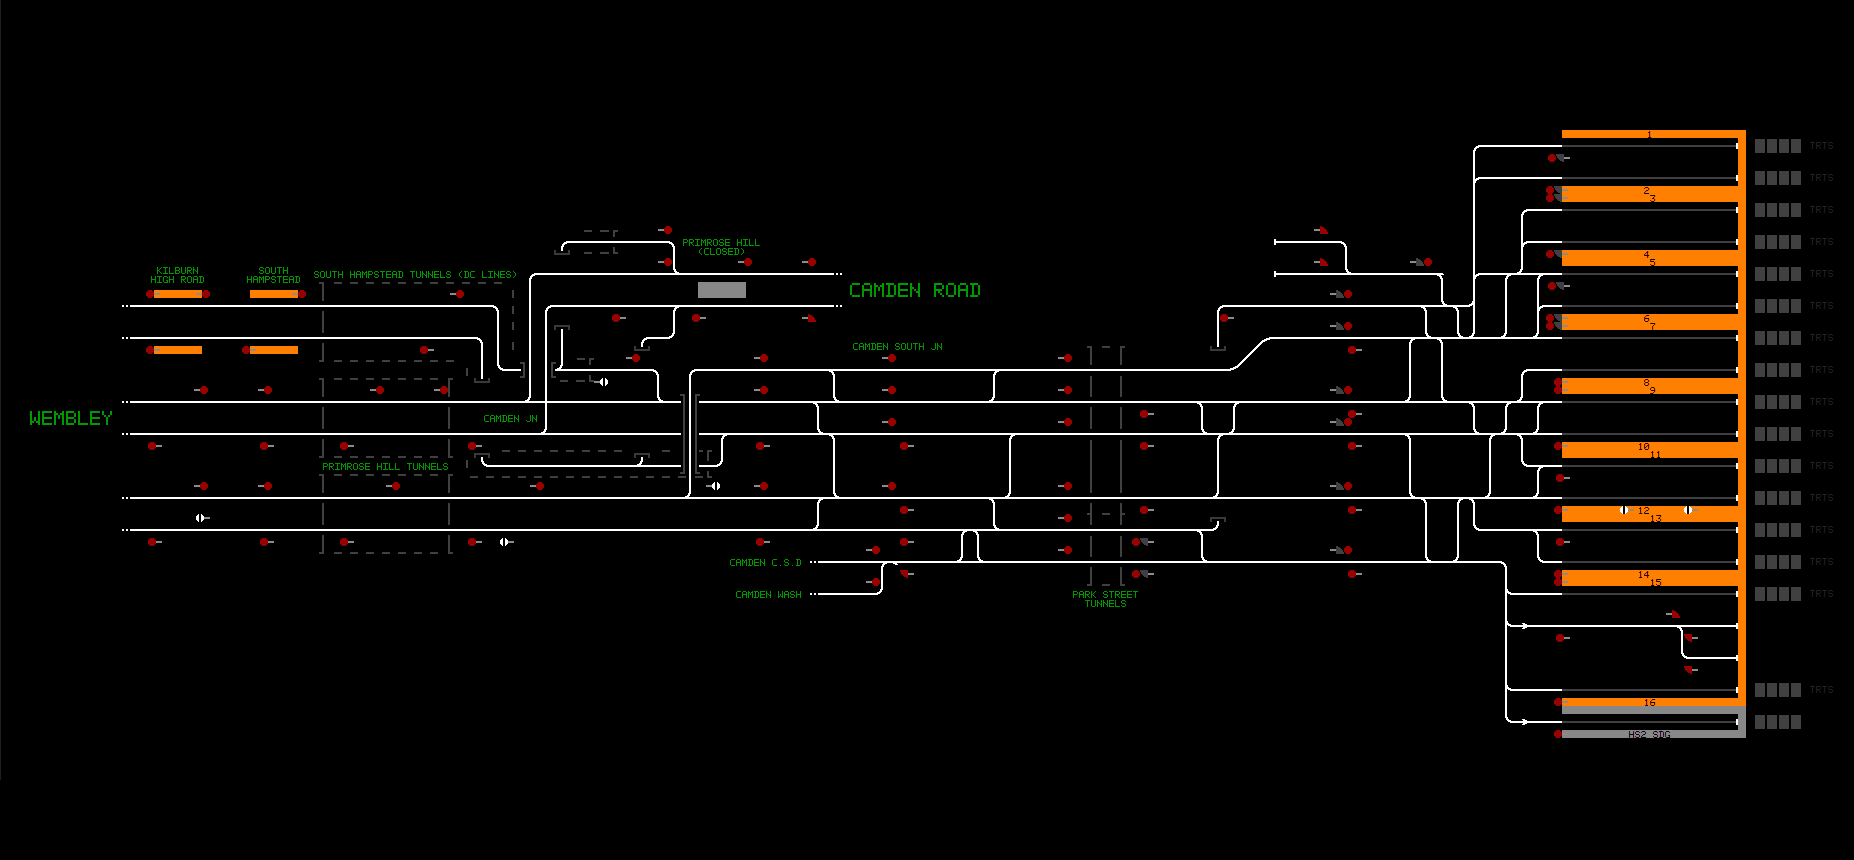 1
TRTS
TRTS
2
3
TRTS
PRIMROSE HILL
(CLOSED)
TRTS
4
5
KILBURN
HIGH ROAD
SOUTH
HAMPSTEAD
SOUTH HAMPSTEAD TUNNELS (DC LINES)
TRTS
CAMDEN ROAD
TRTS
6
7
TRTS
CAMDEN SOUTH JN
TRTS
8
9
TRTS
WEMBLEY
CAMDEN JN
TRTS
10
11
PRIMROSE HILL TUNNELS
TRTS
TRTS
12
13
TRTS
CAMDEN C.S.D
TRTS
14
15
CAMDEN WASH
PARK STREET
TUNNELS
TRTS
TRTS
16
HS2 SDG